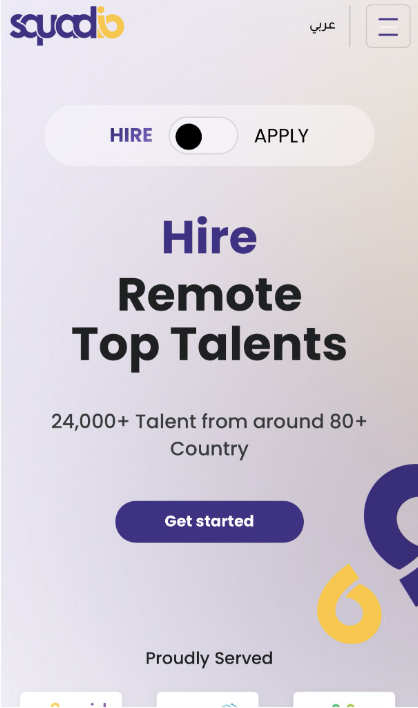 squadio
عربي
HIRE
APPLY
Hire
Remote
Top Talents
24,000+ Talent from around 80+
Country
Get started
Proudly Served